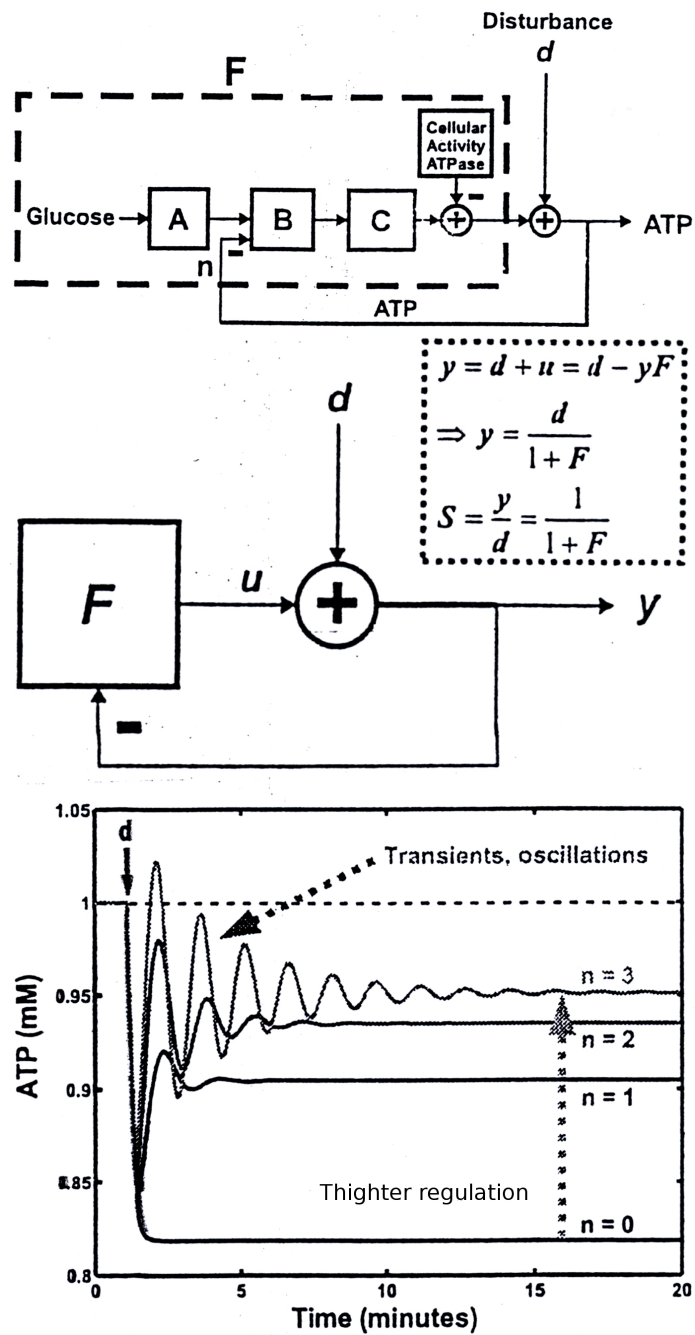 Disturbance
d
F
Cellular
Activity
ATPase
-
Glucose
A
B
C
+
+
ATP
n
-
ATP
y = d + u = d − yF
⇒ y = d / 1 + F
S = y / d = 1 / 1 + F
d
F
u
+
y
-
1.05
d
Transients, oscillations
1
n = 3
0.95
n = 2
ATP (mM)
0.9
n = 1
0.85
Thighter regulation
n = 0
0.8
0
5
10
15
20
Time (minutes)